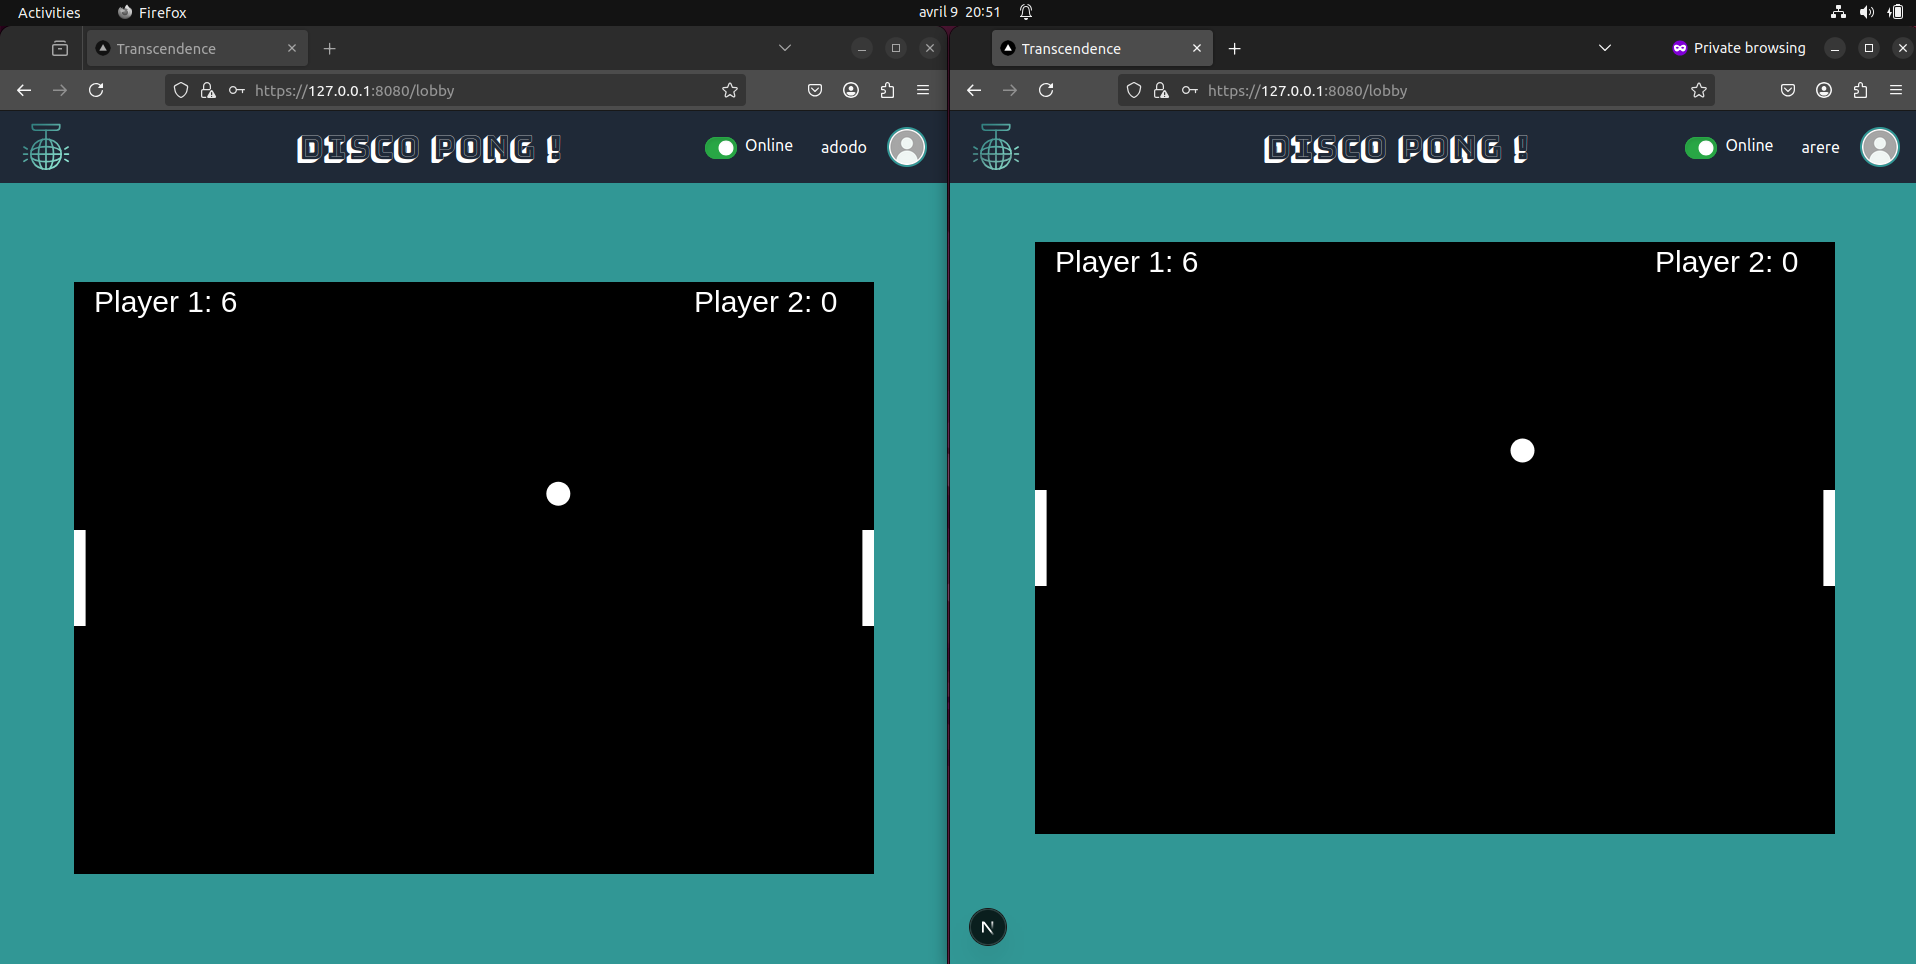 Activities Firefox avril 9 20:51
Transcendence
https://127.0.0.1:8080/lobby
DISCO PONG !
Online adodo
Player 1: 6 Player 2: 0
Transcendence Private browsing
https://127.0.0.1:8080/lobby
DISCO PONG !
Online arere
Player 1: 6 Player 2: 0
N